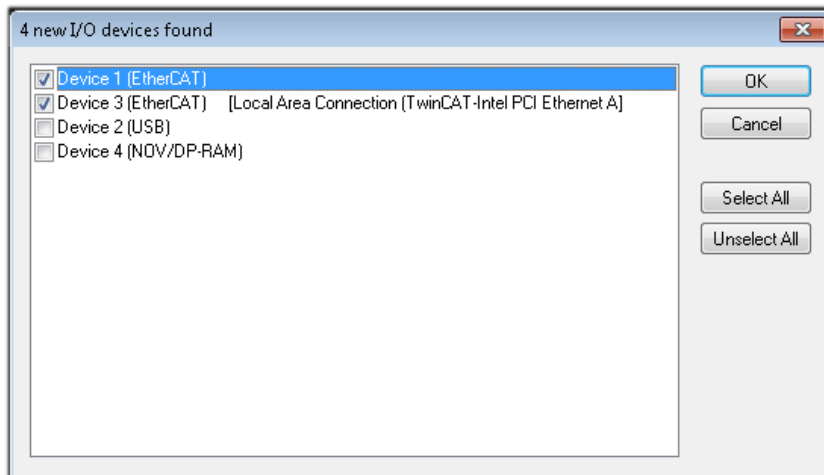 4 new I/O devices found
Device 1 (EtherCAT)
Device 3 (EtherCAT) [Local Area Connection (TwinCAT-Intel PCI Ethernet A]
Device 2 (USB)
Device 4 (NOV/DP-RAM)
OK
Cancel
Select All
Unselect All